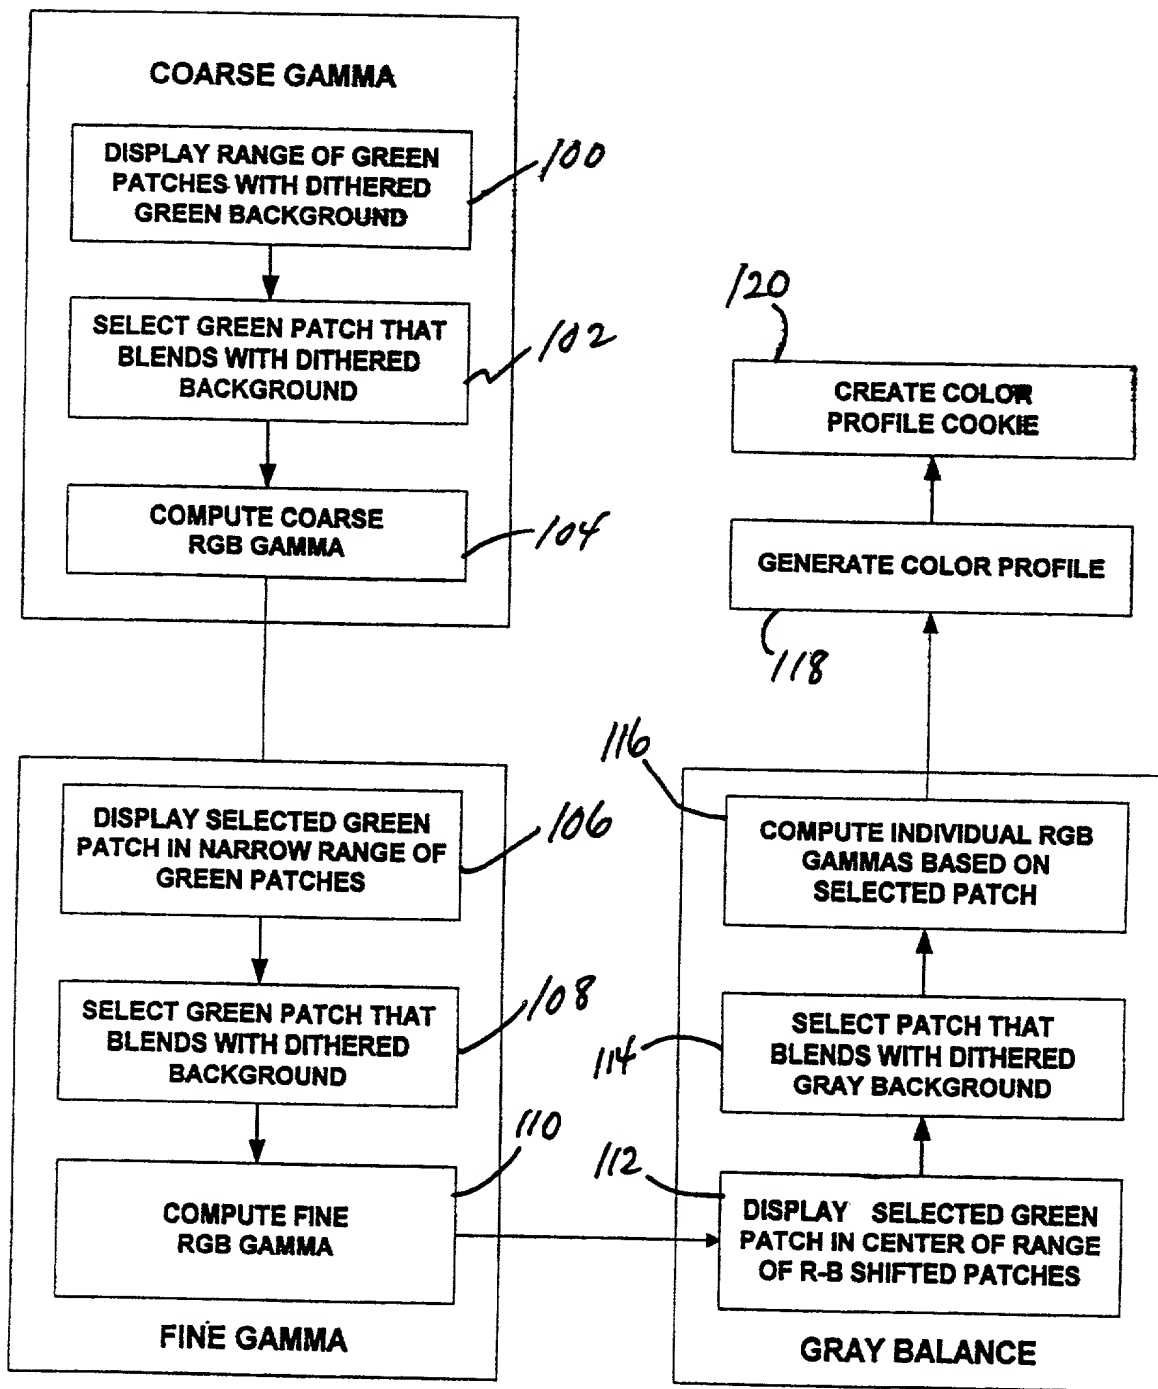 COARSE GAMMA
DISPLAY RANGE OF GREEN
PATCHES WITH DITHERED
GREEN BACKGROUND
100
SELECT GREEN PATCH THAT
BLENDS WITH DITHERED
BACKGROUND
102
COMPUTE COARSE
RGB GAMMA
104
DISPLAY SELECTED GREEN
PATCH IN NARROW RANGE OF
GREEN PATCHES
106
SELECT GREEN PATCH THAT
BLENDS WITH DITHERED
BACKGROUND
108
COMPUTE FINE
RGB GAMMA
110
FINE GAMMA
120
CREATE COLOR
PROFILE COOKIE
GENERATE COLOR PROFILE
118
116
COMPUTE INDIVIDUAL RGB
GAMMAS BASED ON
SELECTED PATCH
SELECT PATCH THAT
BLENDS WITH DITHERED
GRAY BACKGROUND
114
112
DISPLAY SELECTED GREEN
PATCH IN CENTER OF RANGE
OF R-B SHIFTED PATCHES
GRAY BALANCE